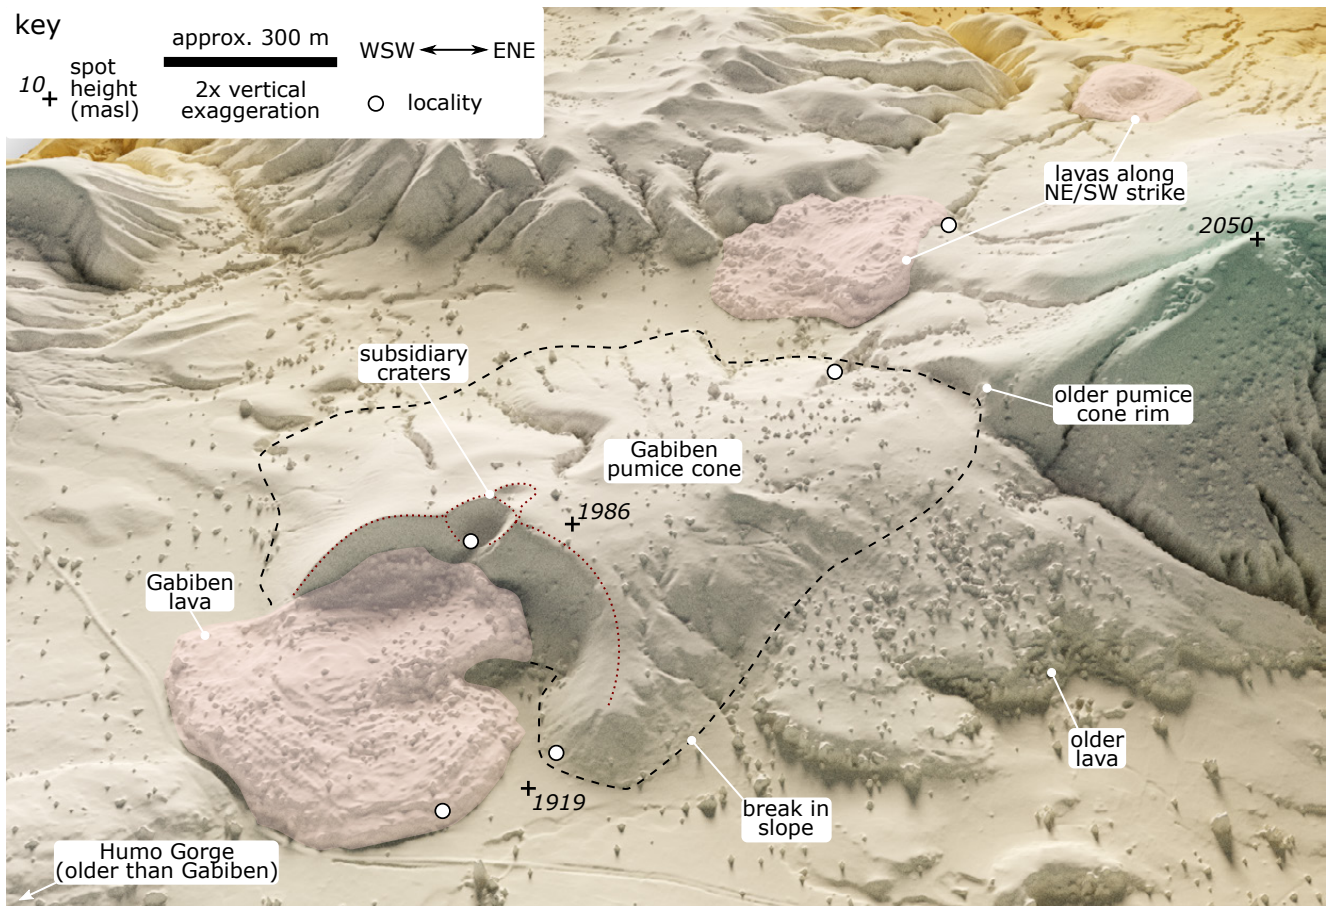 key
approx. 300 m
WSW ENE
10
spot
height
(masl)
2x vertical
exaggeration
locality
lavas along
NE/SW strike
2050
subsidiary
craters
older pumice
cone rim
Gabiben
pumice cone
1986
Gabiben
lava
older
lava
1919
break in
slope
Humo Gorge
(older than Gabiben)